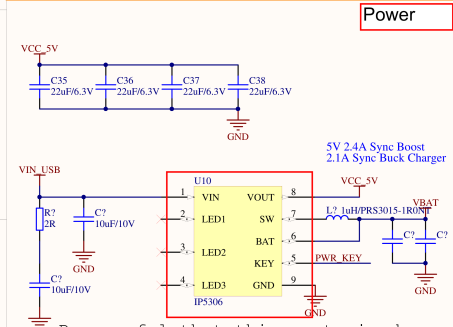 Power
VCC_5V
C35
22uF/6.3V
C36
22uF/6.3V
C37
22uF/6.3V
C38
22uF/6.3V
GND
5V 2.4A Sync Boost
2.1A Sync Buck Charger
VIN_USB
R?
2R
C?
10uF/10V
GND
C?
10uF/10V
U10
1 VIN VOUT 8
2 LED1 SW 7
BAT 6
3 LED2
KEY 5
4 LED3 GND 9
IP5306
VCC_5V
L? 1uH/PRS3015-1R0NT
VBAT
C?
C?
PWR_KEY
GND
GND